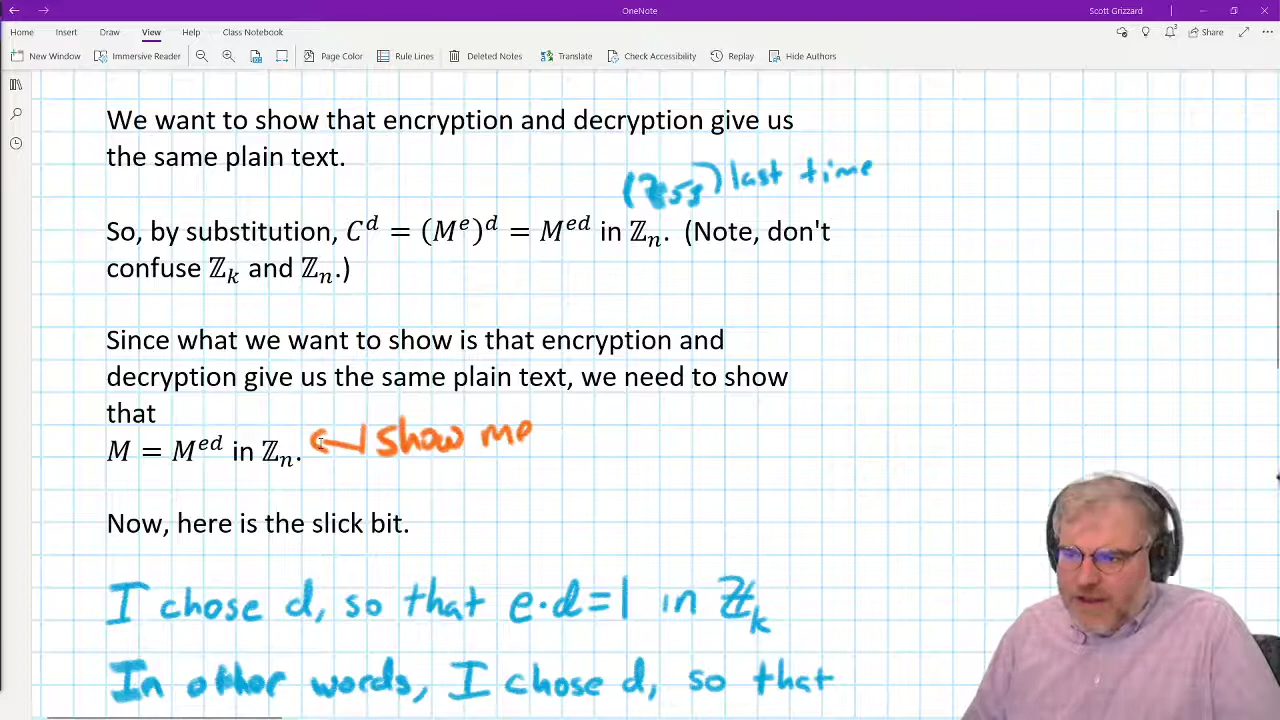 OneNote
Scott Grizzard
Home Insert Draw View Help Class Notebook
Share
New Window Immersive Reader Page Color Rule Lines Deleted Notes Translate Check Accessibility Replay Hide Authors
We want to show that encryption and decryption give us
the same plain text.
last time
So, by substitution, C^d = (M^e)^d = M^{ed} in ℤ_n. (Note, don't
confuse ℤ_k and ℤ_n.)
Since what we want to show is that encryption and
decryption give us the same plain text, we need to show
that
M = M^{ed} in ℤ_n. show me
Now, here is the slick bit.
I chose d, so that e·d=1 in ℤ_k
In other words, I chose d, so that